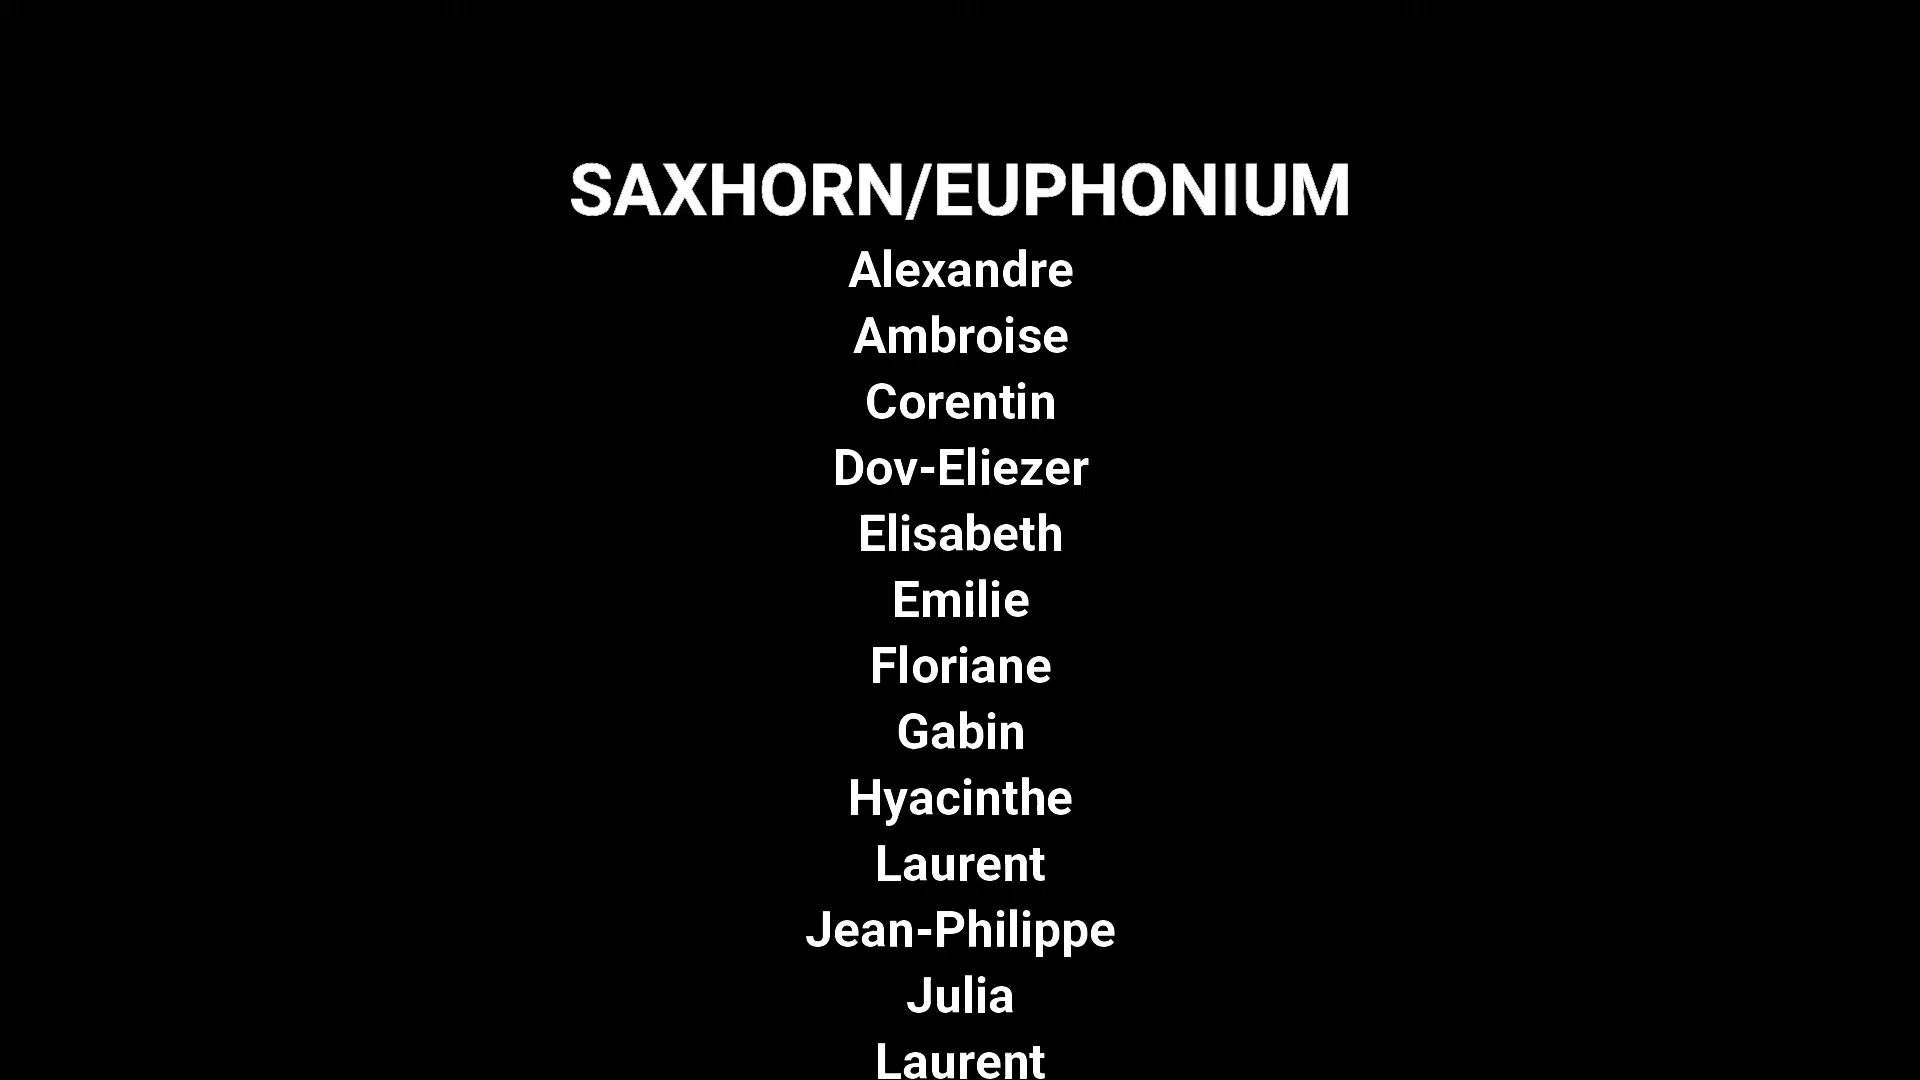 SAXHORN/EUPHONIUM
Alexandre
Ambroise
Corentin
Dov-Eliezer
Elisabeth
Emilie
Floriane
Gabin
Hyacinthe
Laurent
Jean-Philippe
Julia
Laurent